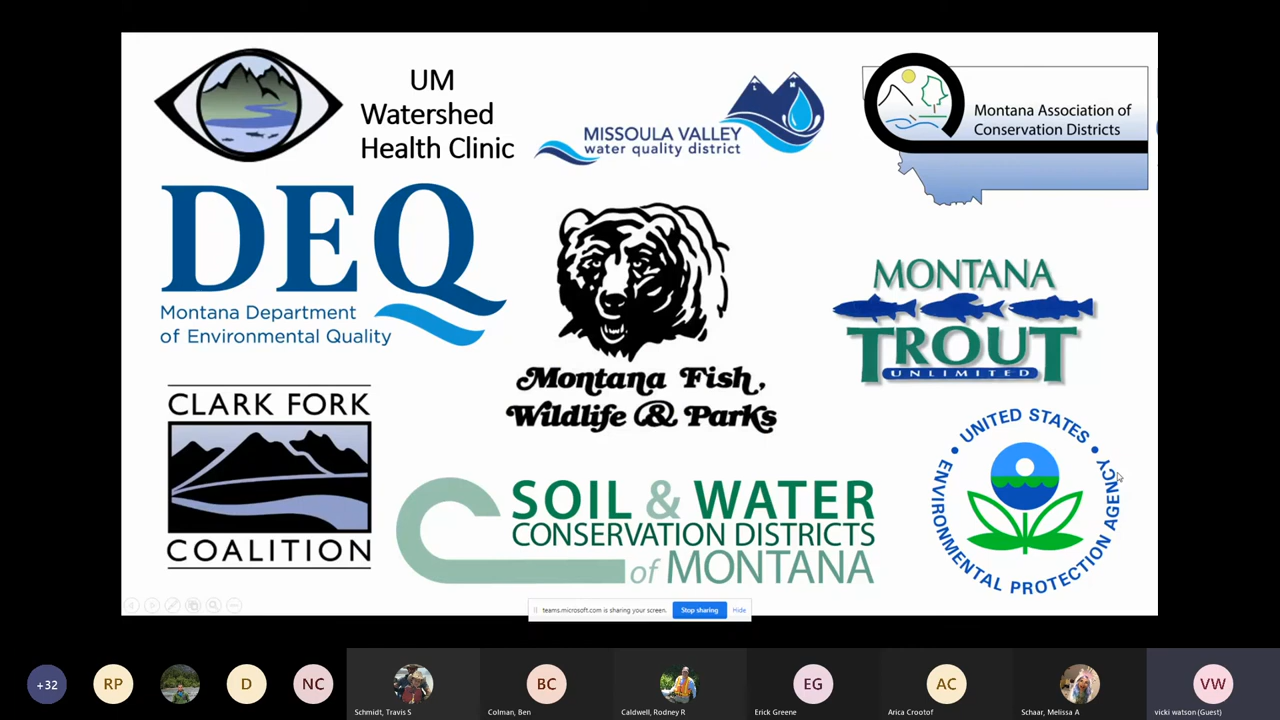 UM
Watershed
Health Clinic
MISSOULA VALLEY
water quality district
L M
Montana Association of
Conservation Districts
DEQ
Montana Department
of Environmental Quality
Montana Fish,
Wildlife & Parks
MONTANA
TROUT
UNLIMITED
CLARK FORK
COALITION
SOIL & WATER
CONSERVATION DISTRICTS
of MONTANA
UNITED STATES
ENVIRONMENTAL PROTECTION AGENCY
teams.microsoft.com is sharing your screen.
Stop sharing
Hide
+32
RP
D
NC
Schmidt, Travis S
BC
Colman, Ben
Caldwell, Rodney R
EG
Erick Greene
AC
Arica Crootof
Schaar, Melissa A
VW
vicki watson (Guest)